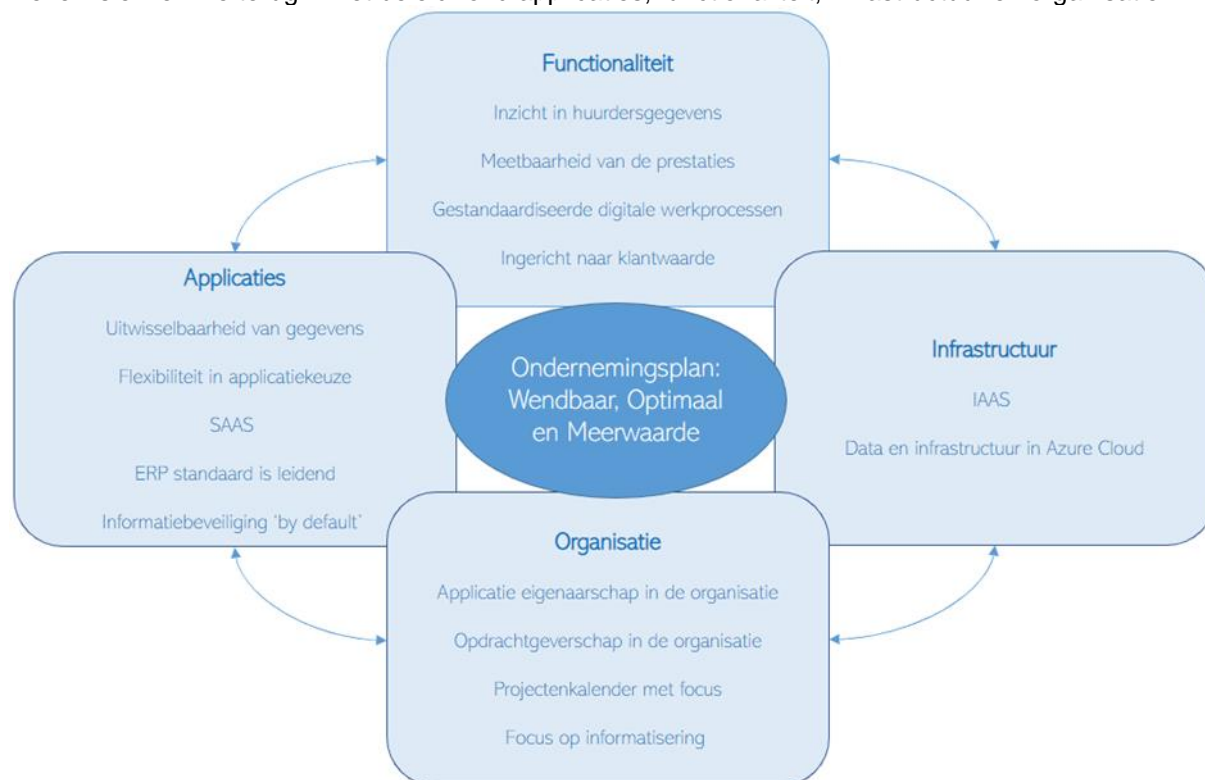 Functionaliteit
Inzicht in huurdersgegevens
Meetbaarheid van de prestaties
Gestandaardiseerde digitale werkprocessen
Ingericht naar klantwaarde
Applicaties
Uitwisselbaarheid van gegevens
Flexibiliteit in applicatiekeuze
SAAS
ERP standaard is leidend
Informatiebeveiliging 'by default'
Ondernemingsplan:
Wendbaar, Optimaal
en Meerwaarde
Infrastructuur
IAAS
Data en infrastructuur in Azure Cloud
Organisatie
Applicatie eigenaarschap in de organisatie
Opdrachtgeverschap in de organisatie
Projectenkalender met focus
Focus op informatisering